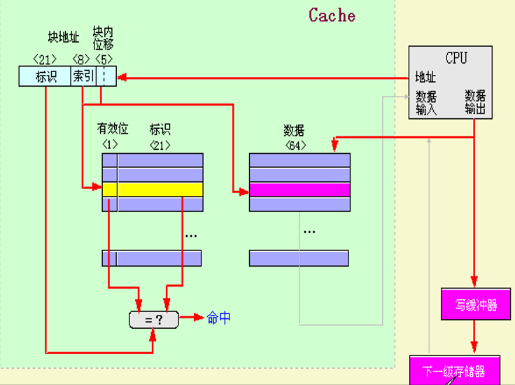 Cache
块地址 块内
位移
<21> <8> <5>
标识 索引
CPU
地址
数据 数据
输入 输出
有效位 标识
<1> <21>
数据
<64>
...
...
=？
命中
写缓冲器
下一级存储器